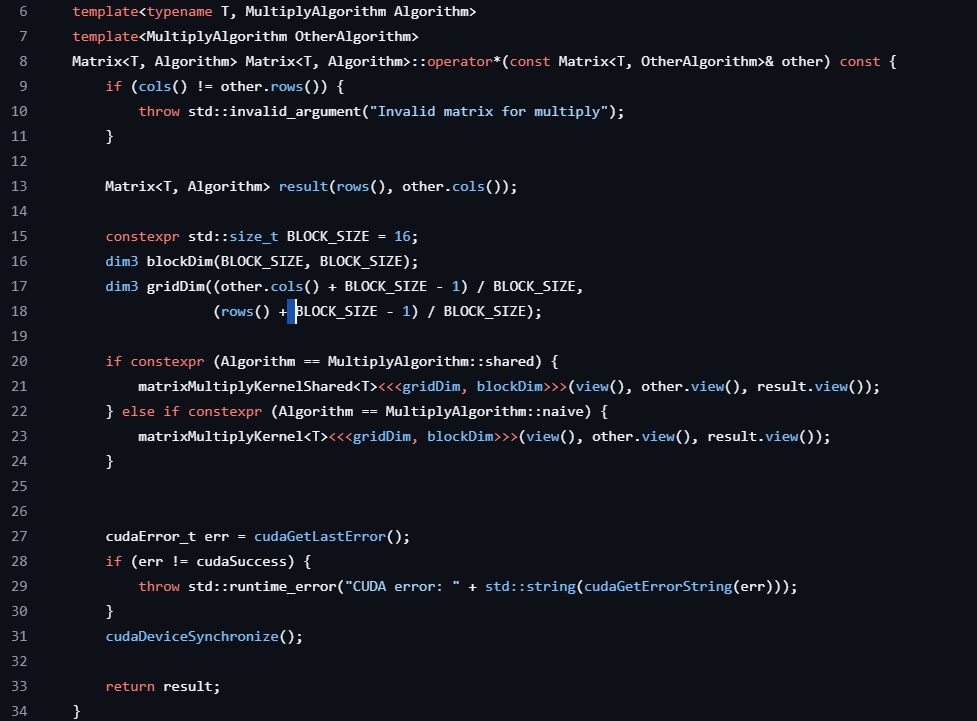 6 template<typename T, MultiplyAlgorithm Algorithm>
7 template<MultiplyAlgorithm OtherAlgorithm>
8 Matrix<T, Algorithm> Matrix<T, Algorithm>::operator*(const Matrix<T, OtherAlgorithm>& other) const {
9     if (cols() != other.rows()) {
10         throw std::invalid_argument("Invalid matrix for multiply");
11     }
12
13     Matrix<T, Algorithm> result(rows(), other.cols());
14
15     constexpr std::size_t BLOCK_SIZE = 16;
16     dim3 blockDim(BLOCK_SIZE, BLOCK_SIZE);
17     dim3 gridDim((other.cols() + BLOCK_SIZE - 1) / BLOCK_SIZE,
18                  (rows() + BLOCK_SIZE - 1) / BLOCK_SIZE);
19
20     if constexpr (Algorithm == MultiplyAlgorithm::shared) {
21         matrixMultiplyKernelShared<T><<<gridDim, blockDim>>>(view(), other.view(), result.view());
22     } else if constexpr (Algorithm == MultiplyAlgorithm::naive) {
23         matrixMultiplyKernel<T><<<gridDim, blockDim>>>(view(), other.view(), result.view());
24     }
25
26
27     cudaError_t err = cudaGetLastError();
28     if (err != cudaSuccess) {
29         throw std::runtime_error("CUDA error: " + std::string(cudaGetErrorString(err)));
30     }
31     cudaDeviceSynchronize();
32
33     return result;
34 }